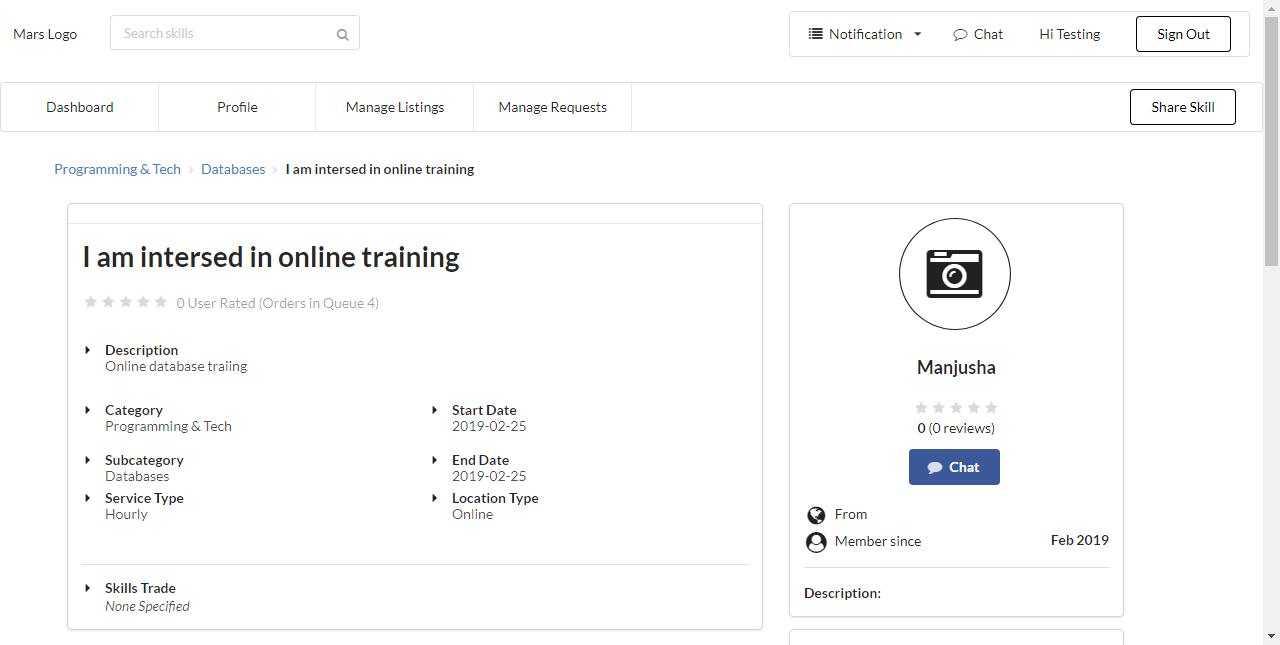 Mars Logo
Search skills
Notification
Chat
Hi Testing
Sign Out
Dashboard
Profile
Manage Listings
Manage Requests
Share Skill
Programming & Tech › Databases › I am intersed in online training
I am intersed in online training
0 User Rated (Orders in Queue 4)
Description
Online database traiing
Category
Programming & Tech
Start Date
2019-02-25
Subcategory
Databases
End Date
2019-02-25
Service Type
Hourly
Location Type
Online
Skills Trade
None Specified
Manjusha
0 (0 reviews)
Chat
From
Member since
Feb 2019
Description: